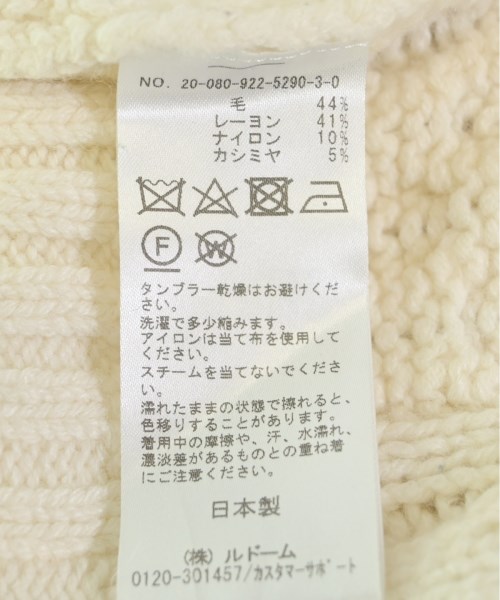 NO. 20-080-922-5290-3-0
毛 44%
レーヨン 41%
ナイロン 10%
カシミヤ 5%
F W
タンブラー乾燥はお避けくだ
さい。
洗濯で多少縮みます。
アイロンは当て布を使用して
ください。
スチームを当てないでくださ
い。
濡れたままの状態で擦れると、
色移りすることがあります。
着用中の摩擦や、汗、水濡れ、
濃淡差があるものとの重ね着
にご注意ください。
日本製
(株) ルドーム
0120-301457/カスタマーサポート